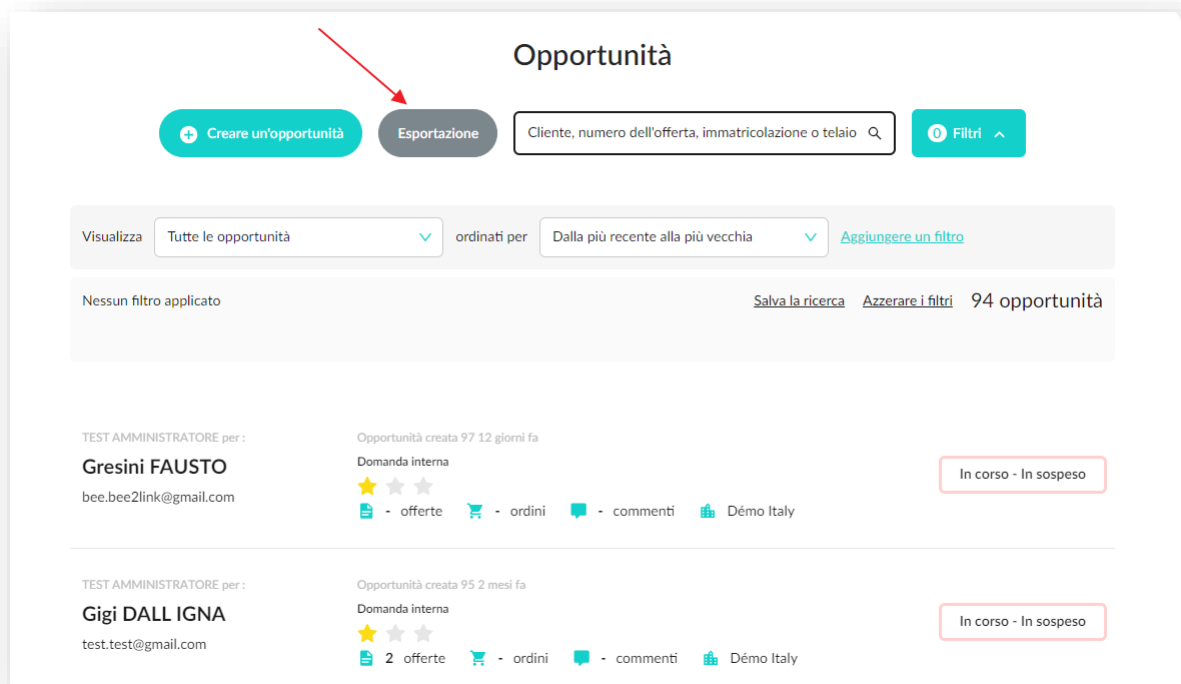 Opportunità
Creare un'opportunità Esportazione Cliente, numero dell'offerta, immatricolazione o telaio 0 Filtri
Visualizza Tutte le opportunità ordinati per Dalla più recente alla più vecchia Aggiungere un filtro
Nessun filtro applicato Salva la ricerca Azzerare i filtri 94 opportunità
TEST AMMINISTRATORE per : Opportunità creata 97 12 giorni fa
Gresini FAUSTO Domanda interna In corso - In sospeso
bee.bee2link@gmail.com
- offerte - ordini - commenti Démo Italy
TEST AMMINISTRATORE per : Opportunità creata 95 2 mesi fa
Gigi DALL IGNA Domanda interna In corso - In sospeso
test.test@gmail.com
2 offerte - ordini - commenti Démo Italy